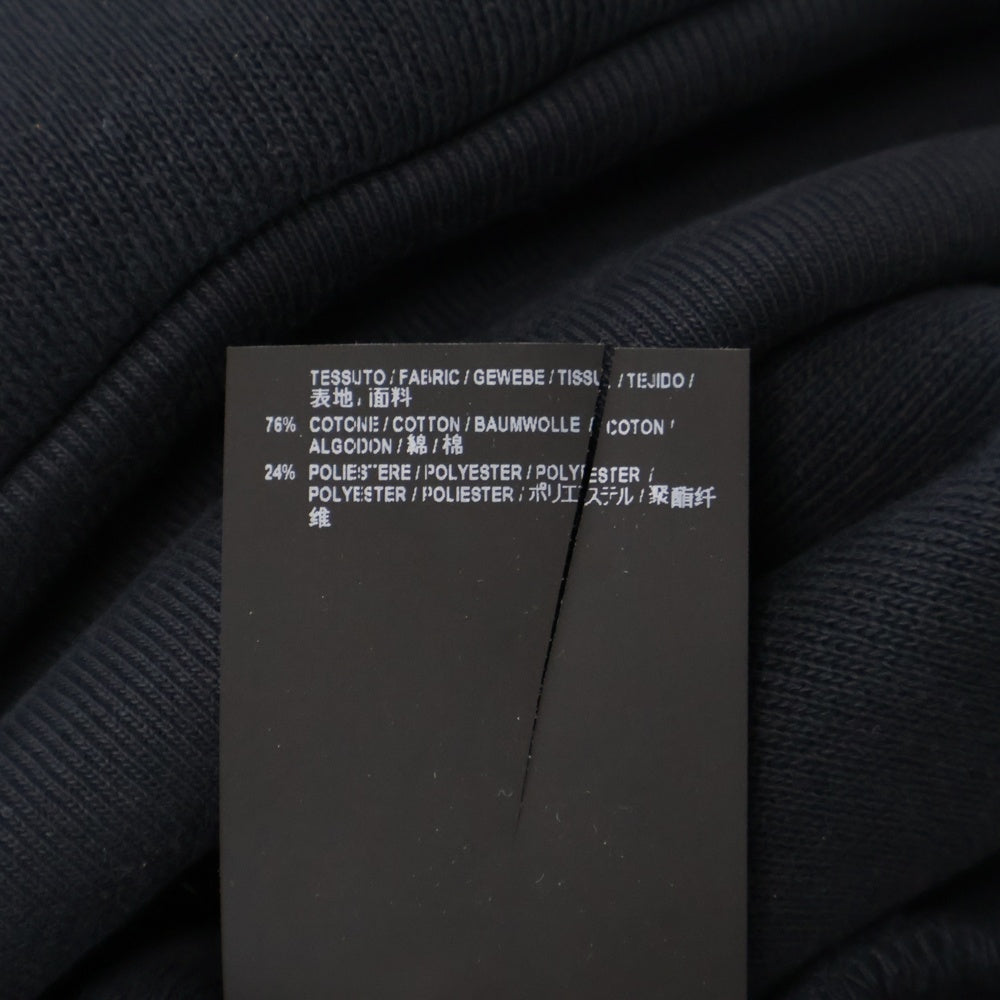 TESSUTO / FABRIC / GEWEBE / TISSU / TEJIDO /
表地, 面料
76% COTONE / COTTON / BAUMWOLLE / COTON /
ALGODON / 綿 / 棉
24% POLIESTERE / POLYESTER / POLYESTER /
POLYESTER / POLIESTER / ポリエステル / 聚酯纤
维